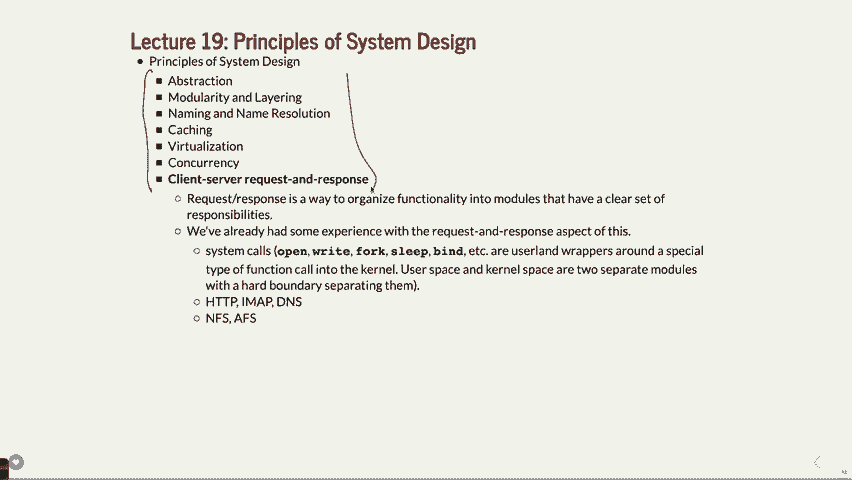 Lecture 19: Principles of System Design
Principles of System Design
Abstraction
Modularity and Layering
Naming and Name Resolution
Caching
Virtualization
Concurrency
Client-server request-and-response
Request/response is a way to organize functionality into modules that have a clear set of
responsibilities.
We've already had some experience with the request-and-response aspect of this.
system calls (open, write, fork, sleep, bind, etc. are userland wrappers around a special
type of function call into the kernel. User space and kernel space are two separate modules
with a hard boundary separating them).
HTTP, IMAP, DNS
NFS, AFS